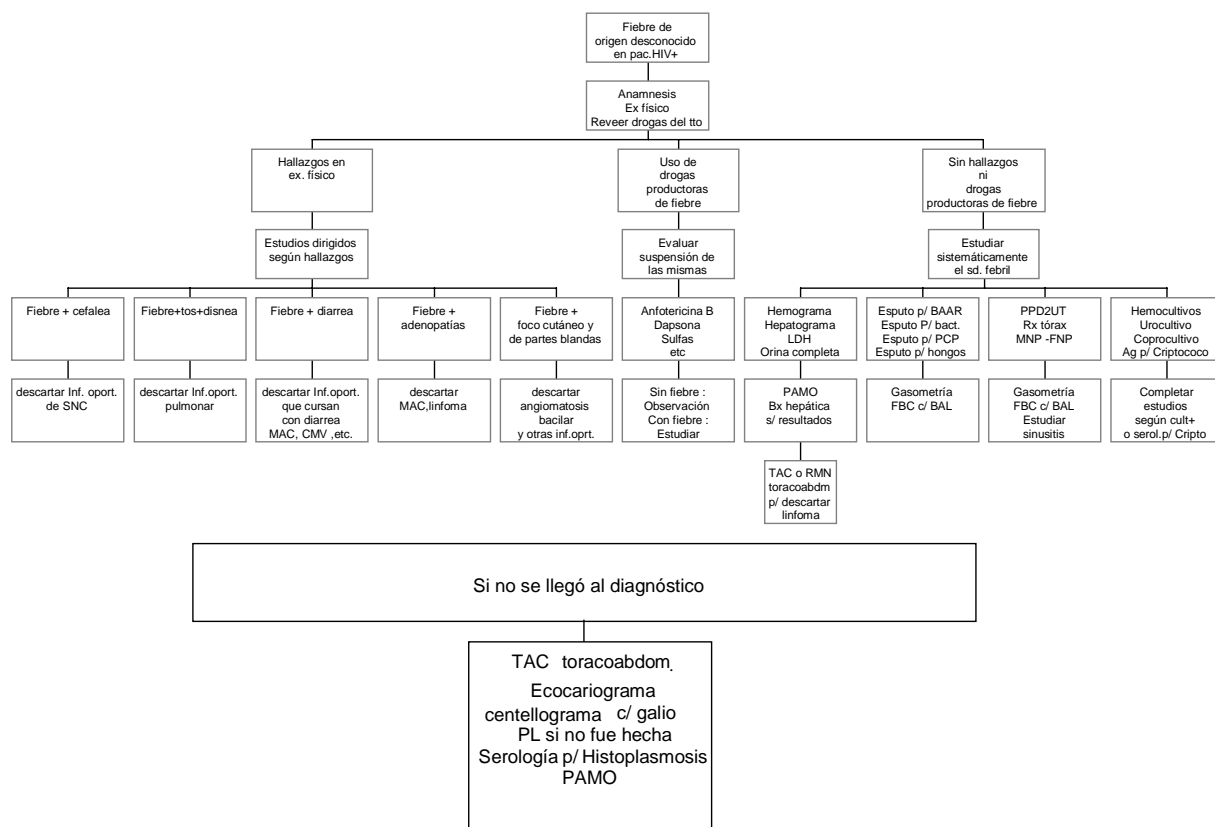 Fiebre de
origen desconocido
en pac.HIV+
Anamnesis
Ex físico
Reveer drogas del tto
Hallazgos en
ex. físico
Uso de
drogas
productoras
de fiebre
Sin hallazgos
ni
drogas
productoras de fiebre
Estudios dirigidos
según hallazgos
Evaluar
suspensión de
las mismas
Estudiar
sistemáticamente
el sd. febril
Fiebre + cefalea
Fiebre+tos+disnea
Fiebre + diarrea
Fiebre +
adenopatías
Fiebre +
foco cutáneo y
de partes blandas
Anfotericina B
Dapsona
Sulfas
etc
Hemograma
Hepatograma
LDH
Orina completa
Esputo p/ BAAR
Esputo P/ bact.
Esputo p/ PCP
Esputo p/ hongos
PPD2UT
Rx tórax
MNP -FNP
Hemocultivos
Urocultivo
Coprocultivo
Ag p/ Criptococo
descartar Inf. oport.
de SNC
descartar Inf.oport.
pulmonar
descartar Inf.oport.
que cursan
con diarrea
MAC, CMV ,etc.
descartar
MAC,linfoma
descartar
angiomatosis
bacilar
y otras inf.oprt.
Sin fiebre :
Observación
Con fiebre :
Estudiar
PAMO
Bx hepática
s/ resultados
Gasometría
FBC c/ BAL
Gasometría
FBC c/ BAL
Estudiar
sinusitis
Completar
estudios
según cult+
o serol.p/ Cripto
TAC o RMN
toracoabdm
p/ descartar
linfoma
Si no se llegó al diagnóstico
TAC toracoabdom.
Ecocariograma
centellograma c/ galio
PL si no fue hecha
Serología p/ Histoplasmosis
PAMO